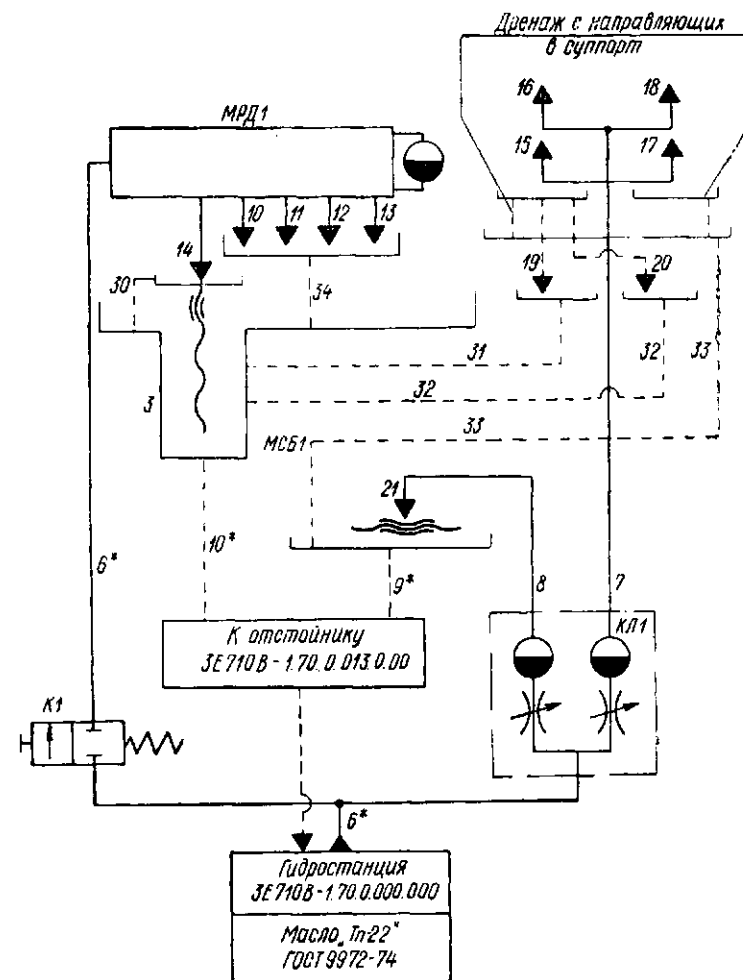 Дренаж с направляющих
в суппорт
16
18
МРД1
15
17
10
11
12
13
14
19
20
30
34
31
32
33
3
32
МСБ1
33
21
10*
6*
9*
8
7
КЛ1
К отстойнику
3Е710В-1.70.0.013.0.00
К1
6*
Гидростанция
3Е710В-1.70.0.000.000
Масло „Тп-22"
ГОСТ 9972-74